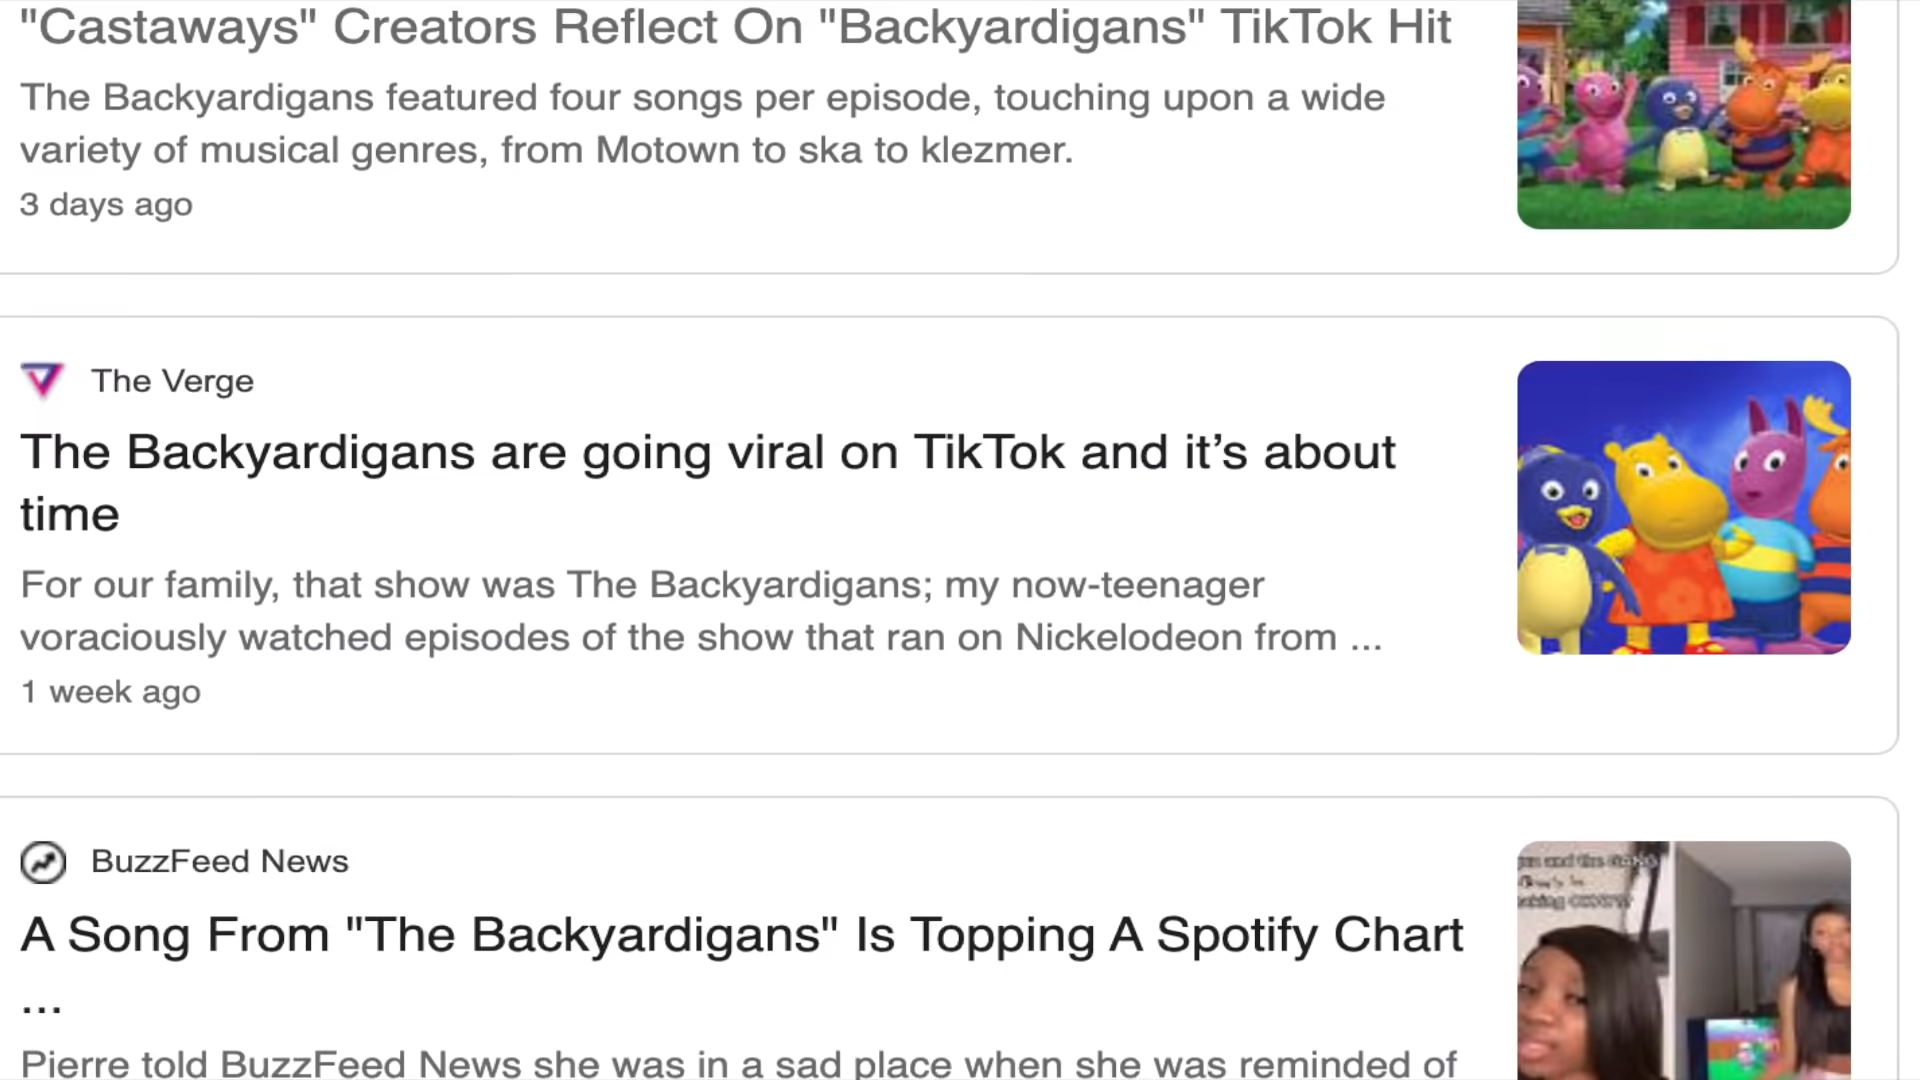 "Castaways" Creators Reflect On "Backyardigans" TikTok Hit
The Backyardigans featured four songs per episode, touching upon a wide
variety of musical genres, from Motown to ska to klezmer.
3 days ago
The Verge
The Backyardigans are going viral on TikTok and it’s about
time
For our family, that show was The Backyardigans; my now-teenager
voraciously watched episodes of the show that ran on Nickelodeon from ...
1 week ago
BuzzFeed News
A Song From "The Backyardigans" Is Topping A Spotify Chart
...
Pierre told BuzzFeed News she was in a sad place when she was reminded of